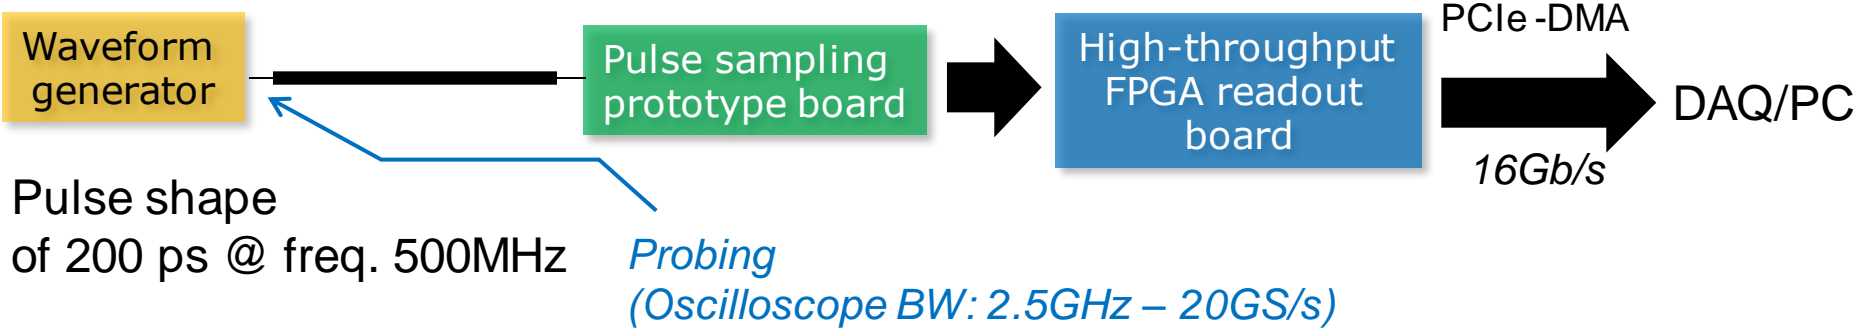 Waveform
generator
Pulse sampling
prototype board
High-throughput
FPGA readout
board
PCIe -DMA
16Gb/s
DAQ/PC
Pulse shape
of 200 ps @ freq. 500MHz
Probing
(Oscilloscope BW: 2.5GHz – 20GS/s)